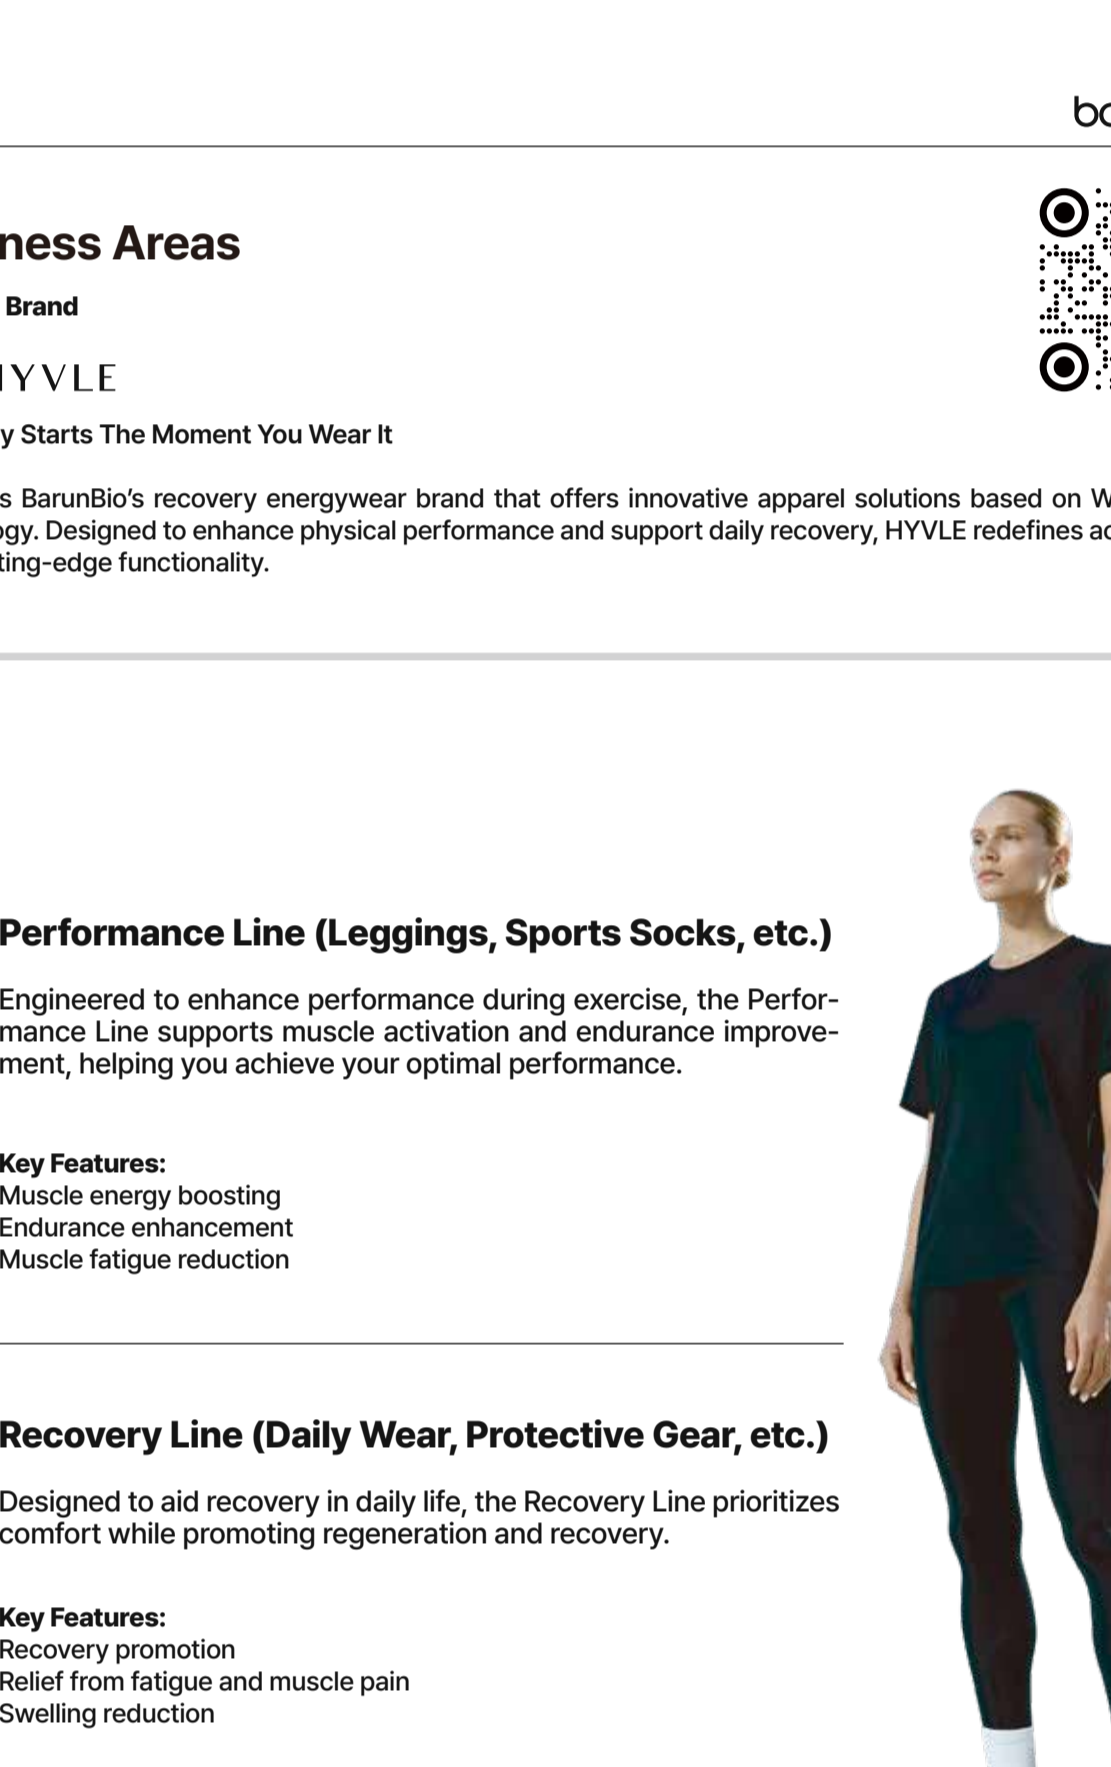 ness Areas
Brand
HYVLE
y Starts The Moment You Wear It
s BarunBio’s recovery energywear brand that offers innovative apparel solutions based on W
ogy. Designed to enhance physical performance and support daily recovery, HYVLE redefines ac
ting-edge functionality.
Performance Line (Leggings, Sports Socks, etc.)
Engineered to enhance performance during exercise, the Perfor-
mance Line supports muscle activation and endurance improve-
ment, helping you achieve your optimal performance.
Key Features:
Muscle energy boosting
Endurance enhancement
Muscle fatigue reduction
Recovery Line (Daily Wear, Protective Gear, etc.)
Designed to aid recovery in daily life, the Recovery Line prioritizes
comfort while promoting regeneration and recovery.
Key Features:
Recovery promotion
Relief from fatigue and muscle pain
Swelling reduction